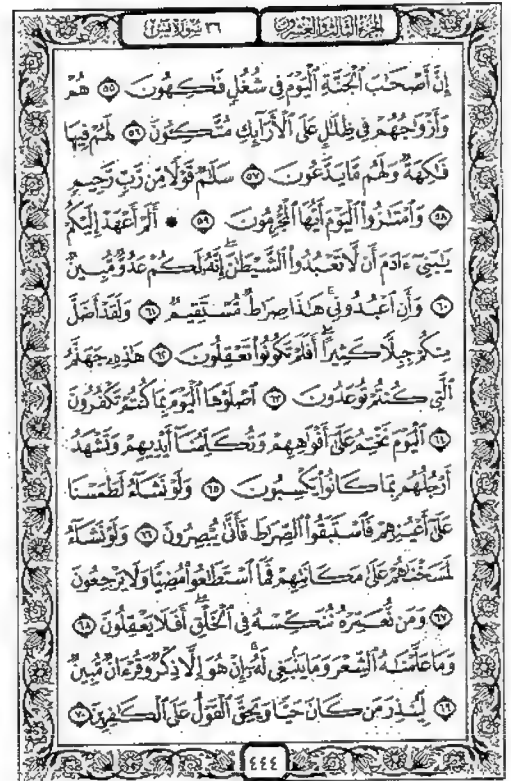 الجزء الثالث والعشرون ٣٦ سورة يس
إِنَّ أَصْحَٰبَ ٱلْجَنَّةِ ٱلْيَوْمَ فِى شُغُلٍ فَٰكِهُونَ ٥٥ هُمْ
وَأَزْوَٰجُهُمْ فِى ظِلَٰلٍ عَلَى ٱلْأَرَآئِكِ مُتَّكِـُٔونَ ٥٦ لَهُمْ فِيهَا
فَٰكِهَةٌ وَلَهُم مَّا يَدَّعُونَ ٥٧ سَلَٰمٌ قَوْلًا مِّن رَّبٍّ رَّحِيمٍ
٥٨ وَٱمْتَٰزُوا۟ ٱلْيَوْمَ أَيُّهَا ٱلْمُجْرِمُونَ ٥٩ * أَلَمْ أَعْهَدْ إِلَيْكُمْ
يَٰبَنِىٓ ءَادَمَ أَن لَّا تَعْبُدُوا۟ ٱلشَّيْطَٰنَ ۖ إِنَّهُۥ لَكُمْ عَدُوٌّ مُّبِينٌ
٦٠ وَأَنِ ٱعْبُدُونِى ۚ هَٰذَا صِرَٰطٌ مُّسْتَقِيمٌ ٦١ وَلَقَدْ أَضَلَّ
مِنكُمْ جِبِلًّا كَثِيرًا ۖ أَفَلَمْ تَكُونُوا۟ تَعْقِلُونَ ٦٢ هَٰذِهِۦ جَهَنَّمُ
ٱلَّتِى كُنتُمْ تُوعَدُونَ ٦٣ ٱصْلَوْهَا ٱلْيَوْمَ بِمَا كُنتُمْ تَكْفُرُونَ
٦٤ ٱلْيَوْمَ نَخْتِمُ عَلَىٰٓ أَفْوَٰهِهِمْ وَتُكَلِّمُنَآ أَيْدِيهِمْ وَتَشْهَدُ
أَرْجُلُهُم بِمَا كَانُوا۟ يَكْسِبُونَ ٦٥ وَلَوْ نَشَآءُ لَطَمَسْنَا
عَلَىٰٓ أَعْيُنِهِمْ فَٱسْتَبَقُوا۟ ٱلصِّرَٰطَ فَأَنَّىٰ يُبْصِرُونَ ٦٦ وَلَوْ نَشَآءُ
لَمَسَخْنَٰهُمْ عَلَىٰ مَكَانَتِهِمْ فَمَا ٱسْتَطَٰعُوا۟ مُضِيًّا وَلَا يَرْجِعُونَ
٦٧ وَمَن نُّعَمِّرْهُ نُنَكِّسْهُ فِى ٱلْخَلْقِ ۖ أَفَلَا يَعْقِلُونَ ٦٨
وَمَا عَلَّمْنَٰهُ ٱلشِّعْرَ وَمَا يَنۢبَغِى لَهُۥٓ ۚ إِنْ هُوَ إِلَّا ذِكْرٌ وَقُرْءَانٌ مُّبِينٌ
٦٩ لِّيُنذِرَ مَن كَانَ حَيًّا وَيَحِقَّ ٱلْقَوْلُ عَلَى ٱلْكَٰفِرِينَ ٧٠
٤٤٤